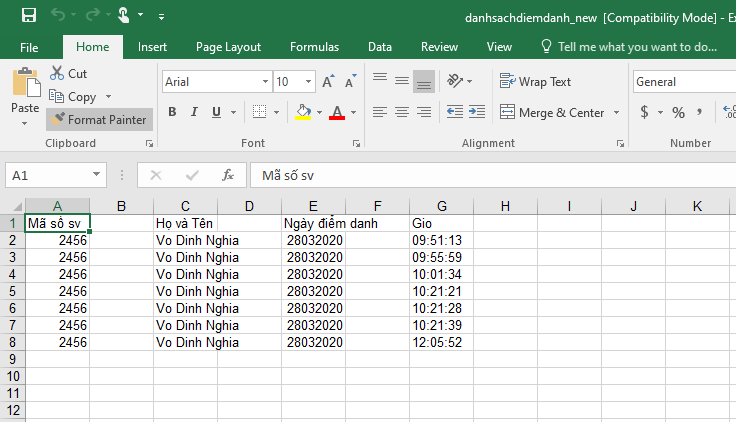 danhsachdiemdanh_new [Compatibility Mode] - Ex
File Home Insert Page Layout Formulas Data Review View Tell me what you want to do...
Paste Cut Copy Format Painter
Arial 10 A A B I U A
Wrap Text Merge & Center
General $ % ,
Clipboard Font Alignment Number
A1 fx Mã số sv
A B C D E F G H I J K
1 Mã số sv Họ và Tên Ngày điểm danh Gio
2 2456 Vo Dinh Nghia 28032020 09:51:13
3 2456 Vo Dinh Nghia 28032020 09:55:59
4 2456 Vo Dinh Nghia 28032020 10:01:34
5 2456 Vo Dinh Nghia 28032020 10:21:21
6 2456 Vo Dinh Nghia 28032020 10:21:28
7 2456 Vo Dinh Nghia 28032020 10:21:39
8 2456 Vo Dinh Nghia 28032020 12:05:52
9
10
11
12